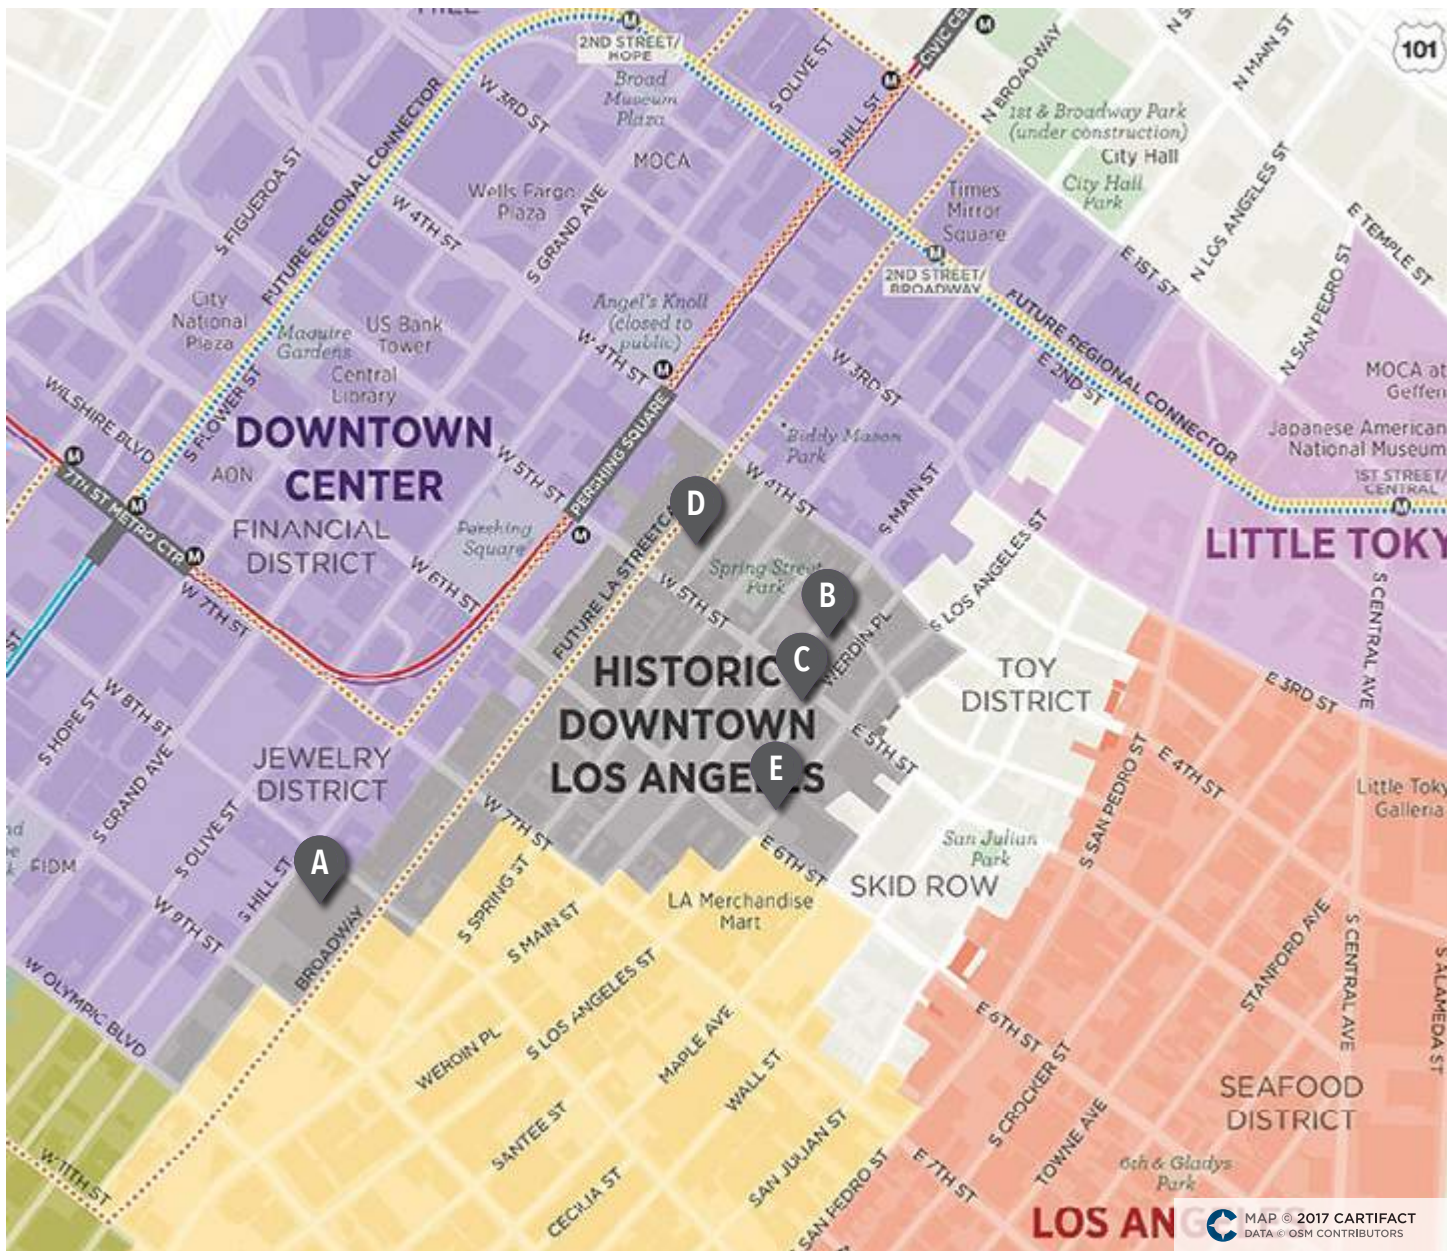 101
CIVIC CE
2ND STREET/
HOPE
Broad
Museum
Plaza
S OLIVE ST
N BROADWAY
N MAIN ST
W 3RD ST
MOCA
S HILL ST
1st & Broadway Park
(under construction)
City Hall
City Hall
Park
S FIGUEROA ST
FUTURE REGIONAL CONNECTOR
Wells Fargo
Plaza
W 4TH ST
S GRAND AVE
Times
Mirror
Square
N LOS ANGELES ST
E TEMPLE ST
E 1ST ST
2ND STREET/
BROADWAY
N SAN PEDRO ST
City
National
Plaza
Maguire
Gardens
US Bank
Tower
Central
Library
Angel's Knoll
(closed to
public)
W 4TH ST
W 3RD ST
FUTURE REGIONAL CONNECTOR
E 2ND ST
MOCA at
Geffen
WILSHIRE BLVD
S FLOWER ST
DOWNTOWN
CENTER
AON
PERSHING SQUARE
Biddy Mason
Park
Japanese American
National Museum
1ST STREET/
CENTRAL
7TH ST METRO CTR
W 5TH ST
W 4TH ST
S MAIN ST
FINANCIAL
DISTRICT
Pershing
Square
D
LITTLE TOKY
W 6TH ST
FUTURE LA STREETCA
Spring Street
Park
W 5TH ST
B
S LOS ANGELES ST
S CENTRAL AVE
W 7TH ST
WERDIN PL
C
HISTORIC
DOWNTOWN
LOS ANGELES
TOY
DISTRICT
E 3RD ST
S HOPE ST
W 8TH ST
S GRAND AVE
JEWELRY
DISTRICT
E
E 5TH ST
S SAN PEDRO ST
E 4TH ST
Little Toky
Galleria
S OLIVE ST
W 7TH ST
San Julian
Park
FIDM
A
S HILL ST
E 6TH ST
SKID ROW
W 9TH ST
S SPRING ST
LA Merchandise
Mart
BROADWAY
S MAIN ST
STANFORD AVE
S CENTRAL AVE
S ALAMEDA ST
W OLYMPIC BLVD
S LOS ANGELES ST
WERDIN PL
MAPLE AVE
WALL ST
E 6TH ST
S CROCKER ST
SEAFOOD
DISTRICT
SANTEE ST
SAN JULIAN ST
TOWNE AVE
W 11TH ST
CECILIA ST
SAN PEDRO ST
E 7TH ST
6th & Gladys
Park
LOS AN
MAP © 2017 CARTIFACT
DATA © OSM CONTRIBUTORS